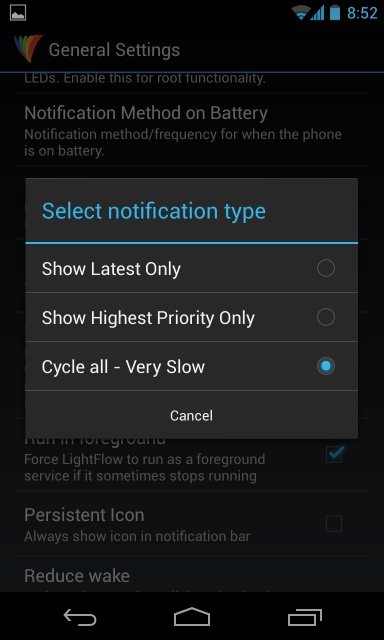 8:52
General Settings
LEDs. Enable this for root functionality.
Notification Method on Battery
Notification method/frequency for when the phone
is on battery.
Select notification type
Show Latest Only
Show Highest Priority Only
Cycle all - Very Slow
Cancel
Run in foreground
Force LightFlow to run as a foreground
service if it sometimes stops running
Persistent Icon
Always show icon in notification bar
Reduce wake